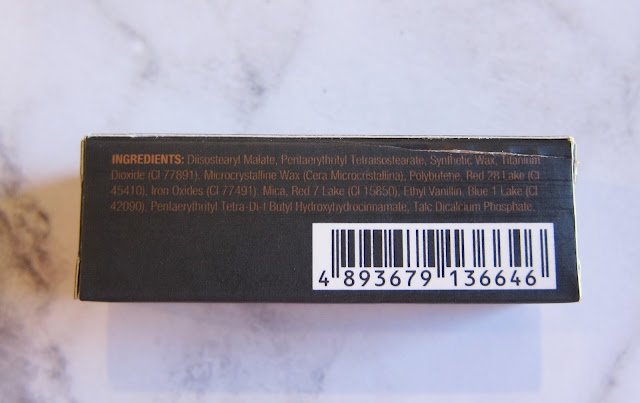 INGREDIENTS: Diisostearyl Malate, Pentaerythrityl Tetraisostearate, Synthetic Wax, Titanium
Dioxide (CI 77891), Microcrystalline Wax (Cera Microcristallina), Polybutene, Red 28 Lake (CI
45410), Iron Oxides (CI 77491), Mica, Red 7 Lake (CI 15850), Ethyl Vanillin, Blue 1 Lake (CI
42090), Pentaerythrityl Tetra-Di-t Butyl Hydroxyhydrocinnamate, Talc Dicalcium Phosphate.
4 893679 136646